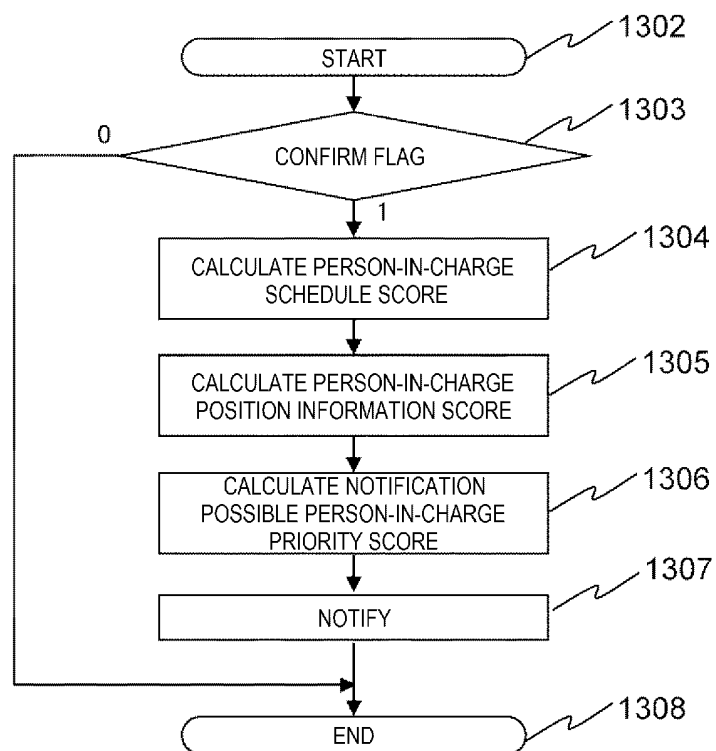 1302
START
1303
0
CONFIRM FLAG
1
1304
CALCULATE PERSON-IN-CHARGE
SCHEDULE SCORE
1305
CALCULATE PERSON-IN-CHARGE
POSITION INFORMATION SCORE
1306
CALCULATE NOTIFICATION
POSSIBLE PERSON-IN-CHARGE
PRIORITY SCORE
1307
NOTIFY
1308
END